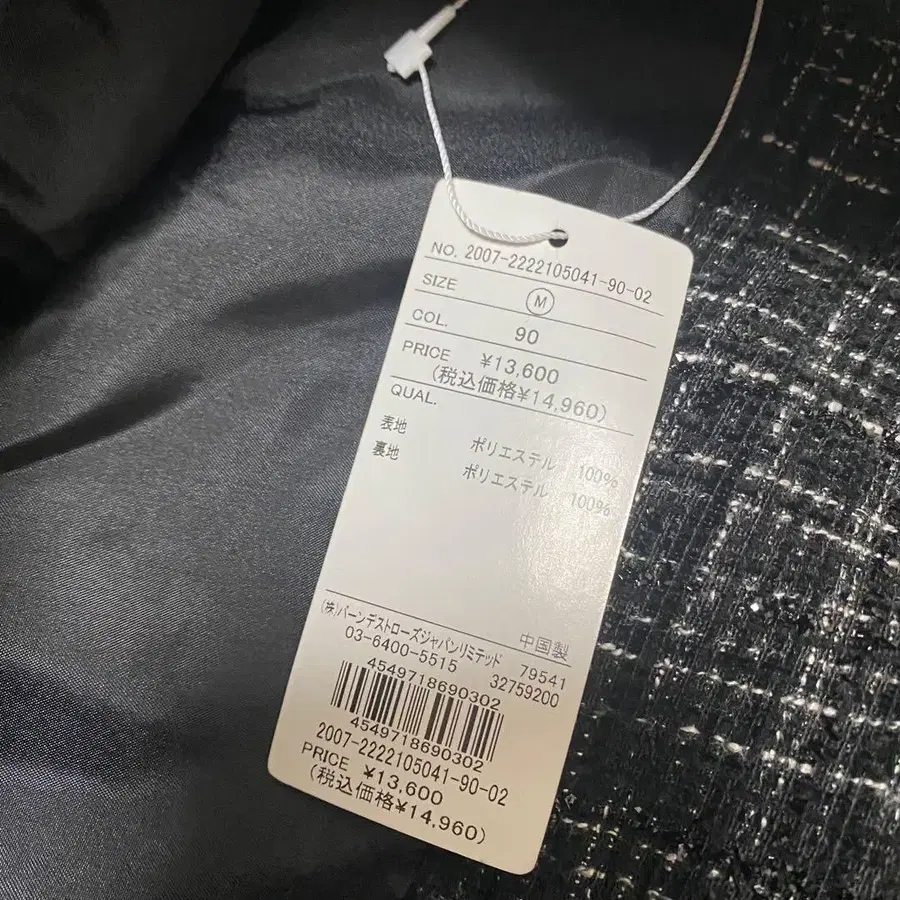 NO. 2007-2222105041-90-02
SIZE M
COL. 90
PRICE ¥13,600
(税込価格¥14,960)
QUAL.
表地 ポリエステル 100%
裏地 ポリエステル 100%
中国製
(株)バーンデストローズジャパンリミテッド 79541
03-6400-5515 32759200
4549718690302
4549718690302
2007-2222105041-90-02
PRICE ¥13,600
(税込価格¥14,960)